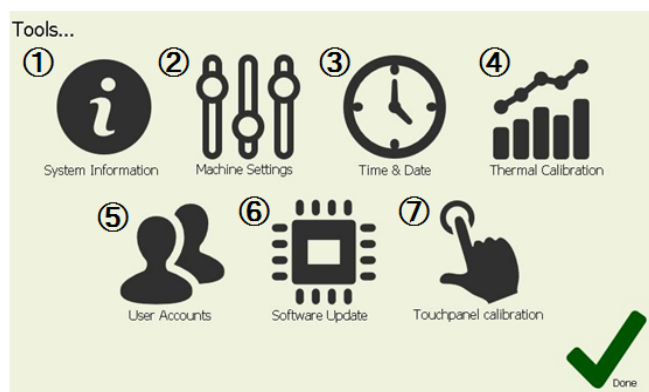 Tools...
① ② ③ ④
System Information Machine Settings Time & Date Thermal Calibration
⑤ ⑥ ⑦
User Accounts Software Update Touchpanel calibration
Done